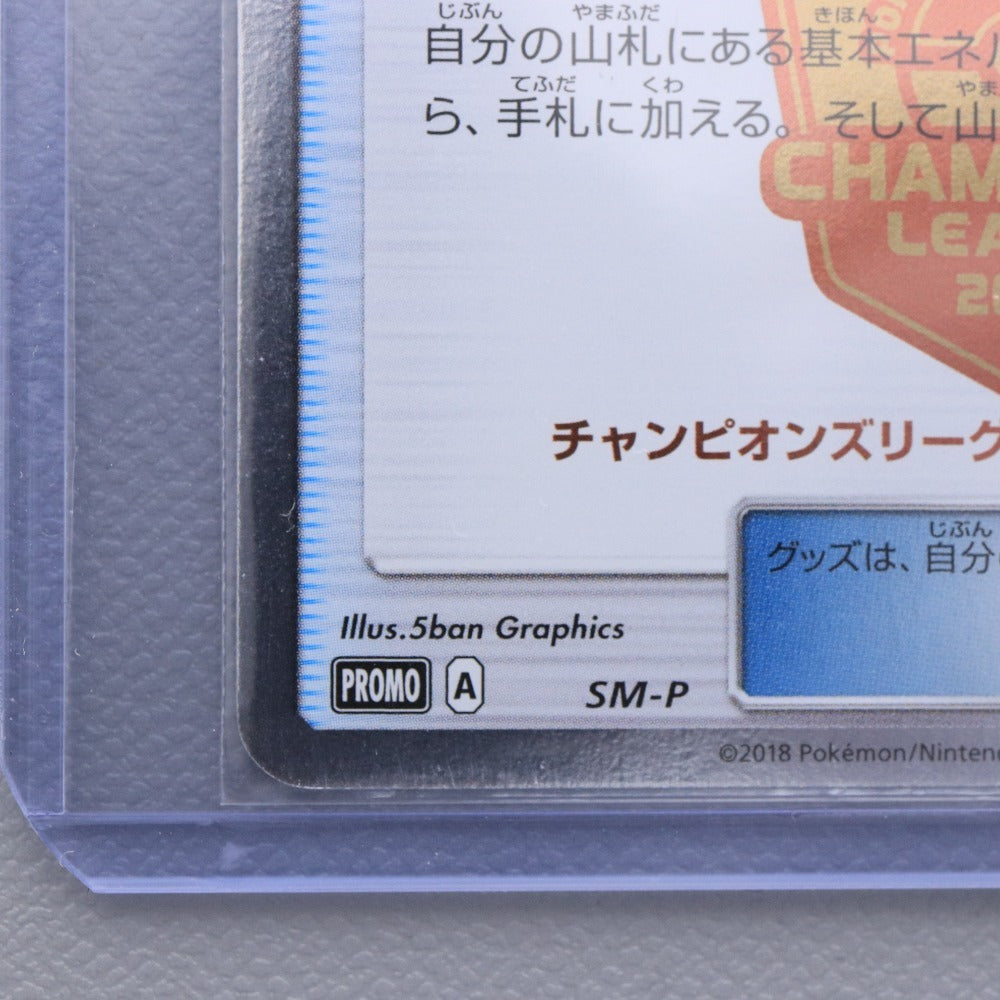 じぶん やまふだ きほん
自分の山札にある基本エネル
てふだ くわ やま
ら、手札に加える。そして山
CHAM
LEA
20
チャンピオンズリーグ
じぶん
グッズは、自分
Illus.5ban Graphics
PROMO A SM-P
©2018 Pokémon/Nintend